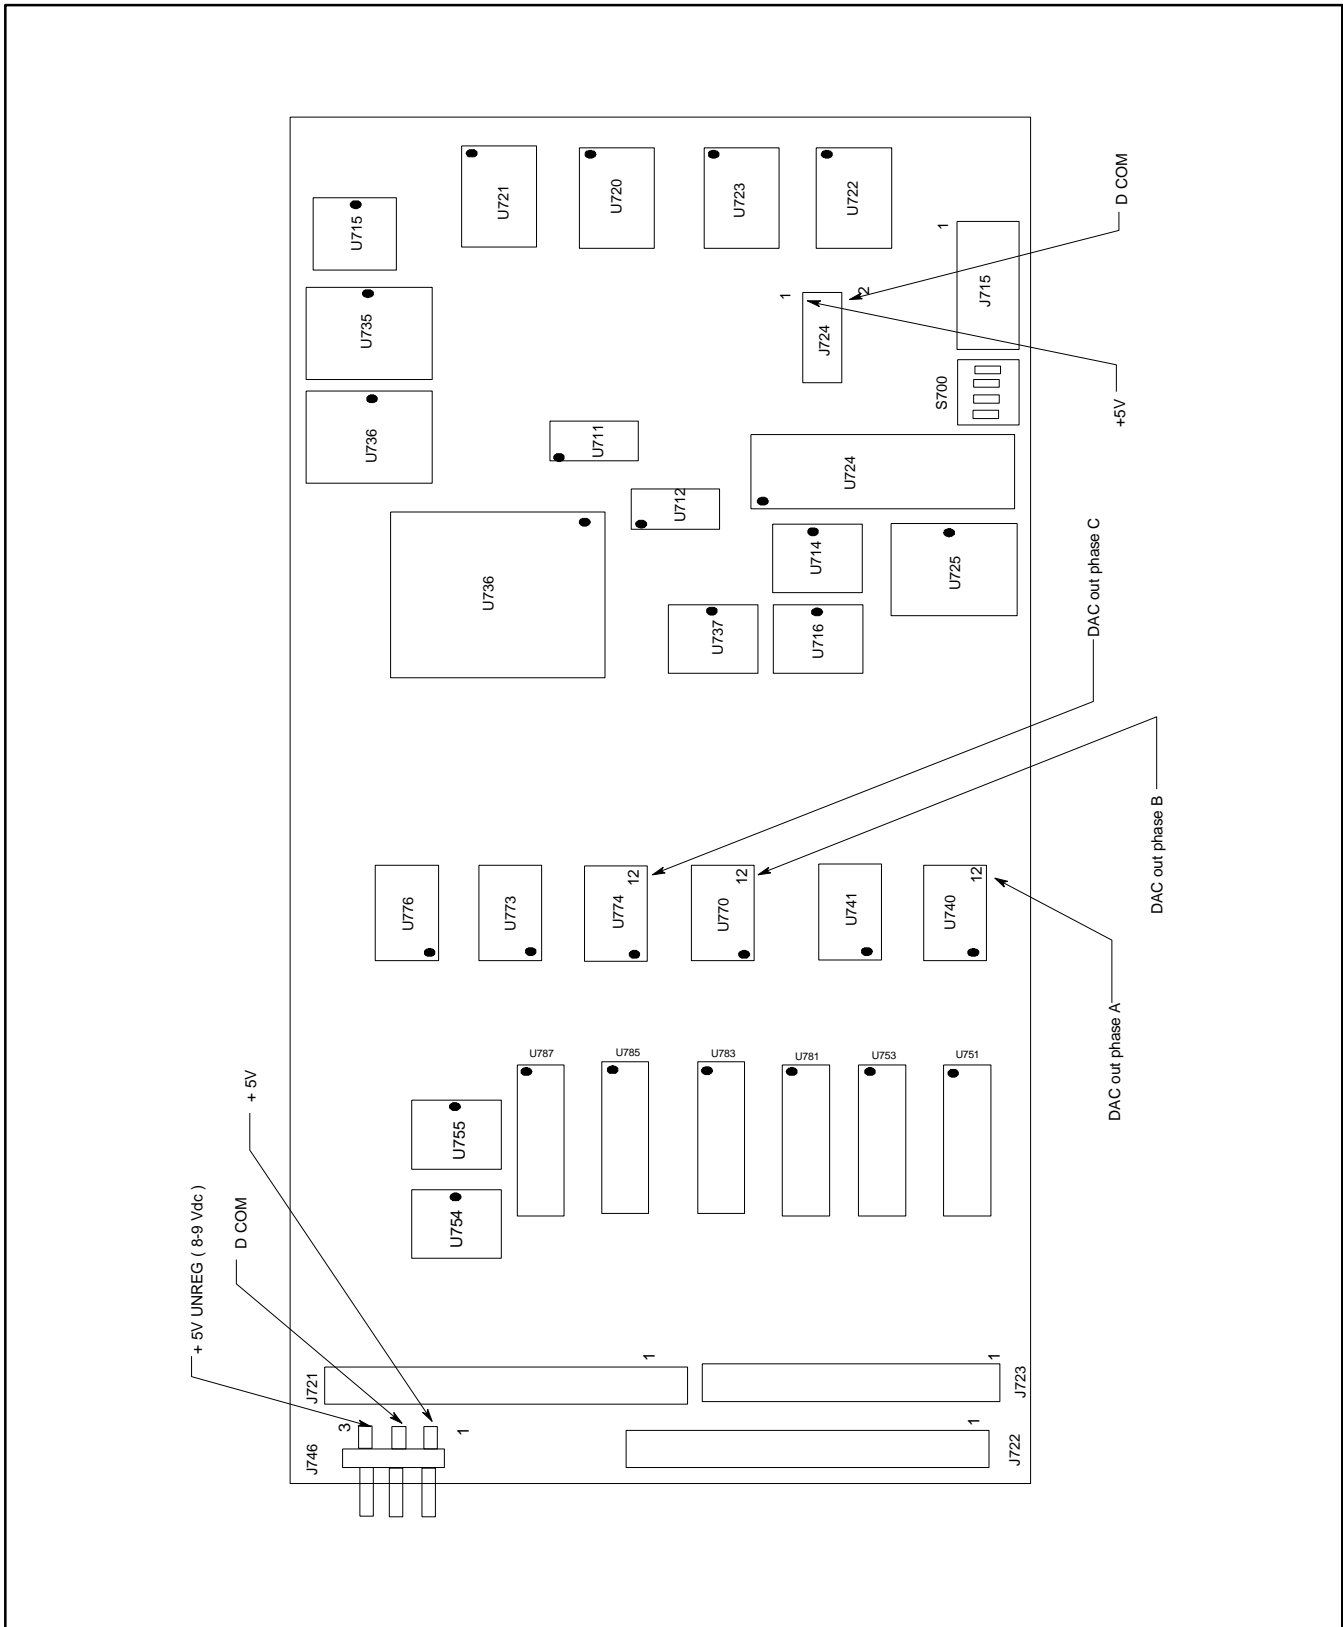 U715
U721
U720
U723
U722
D COM
1
J715
U735
1
2
J724
S700
+5V
U736
U711
U724
U712
U736
U714
U725
U737
U716
DAC out phase C
DAC out phase B
U776
U773
U774
12
U770
12
U741
U740
12
DAC out phase A
U787
U785
U783
U781
U753
U751
+ 5V
U755
U754
+ 5V UNREG ( 8-9 Vdc )
D COM
J721
1
1
J723
J746
3
1
1
J722